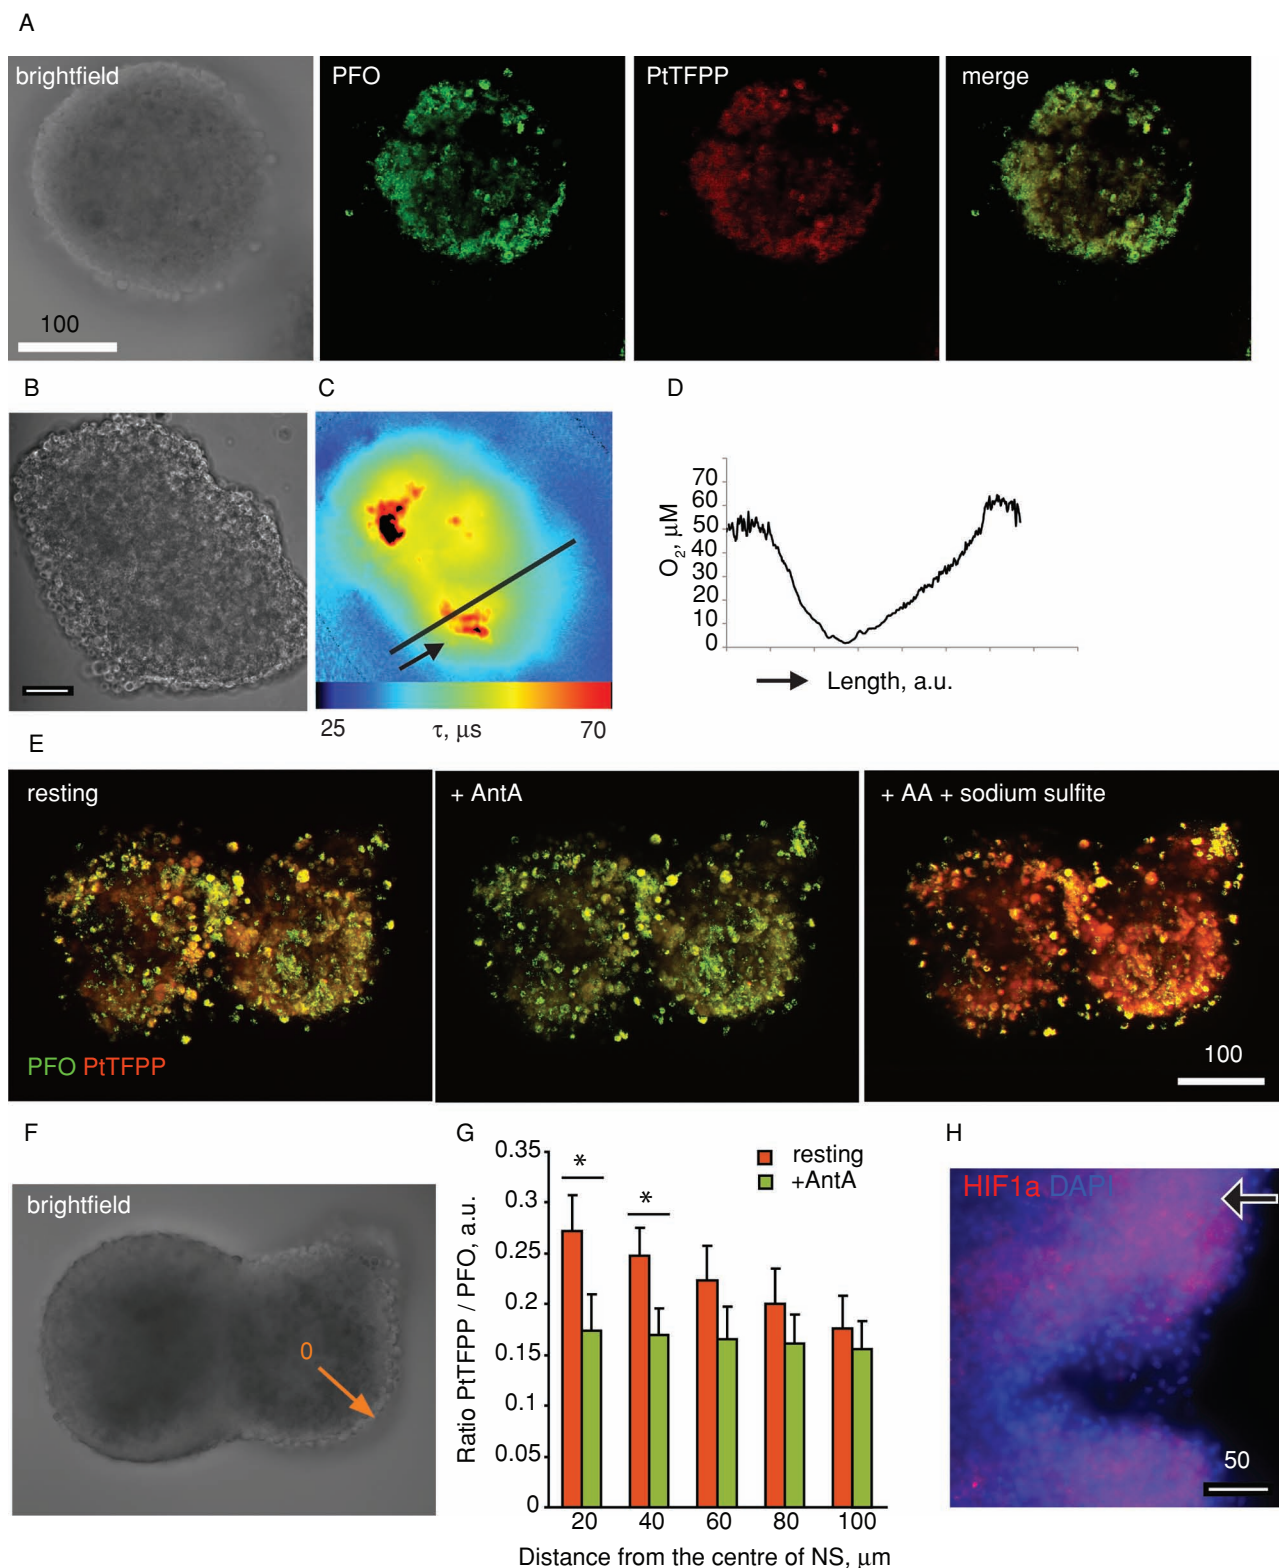 A
brightfield
PFO
PtTFPP
merge
100
B
C
D
25
τ, µs
70
O2, µM
70
60
50
40
30
20
10
0
Length, a.u.
E
resting
+ AntA
+ AA + sodium sulfite
PFO PtTFPP
100
F
brightfield
0
G
Ratio PtTFPP / PFO, a.u.
0.35
0.3
0.25
0.2
0.15
0.1
0.05
0
*
*
resting
+AntA
20 40 60 80 100
Distance from the centre of NS, µm
H
HIF1a DAPI
50